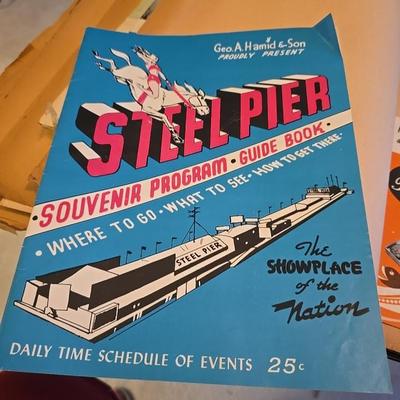 Geo. A. Hamid & Son
PROUDLY PRESENT
STEEL PIER
• SOUVENIR PROGRAM • GUIDE BOOK •
• WHERE TO GO • WHAT TO SEE • HOW TO GET THERE •
STEEL PIER
The
SHOWPLACE
of the
Nation
DAILY TIME SCHEDULE OF EVENTS 25c